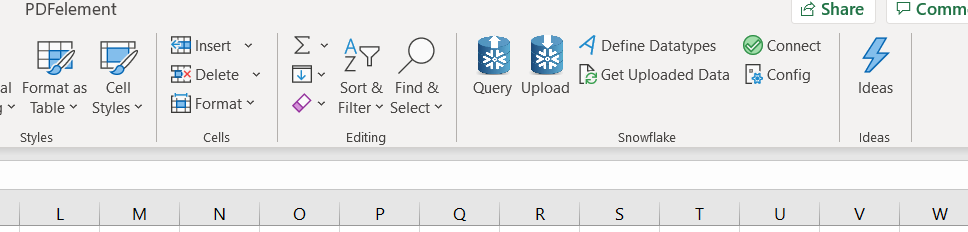 PDFelement
Share
Comm
al
g
Format as
Table
Cell
Styles
Styles
Insert
Delete
Format
Cells
Sort &
Filter
Find &
Select
Editing
Query
Upload
Define Datatypes
Get Uploaded Data
Connect
Config
Snowflake
Ideas
Ideas
L M N O P Q R S T U V W